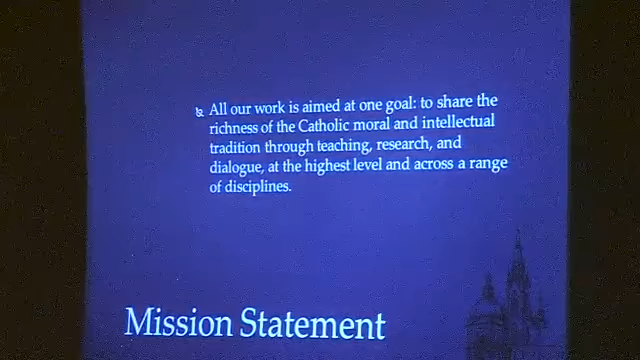 All our work is aimed at one goal: to share the
richness of the Catholic moral and intellectual
tradition through teaching, research, and
dialogue, at the highest level and across a range
of disciplines.
Mission Statement